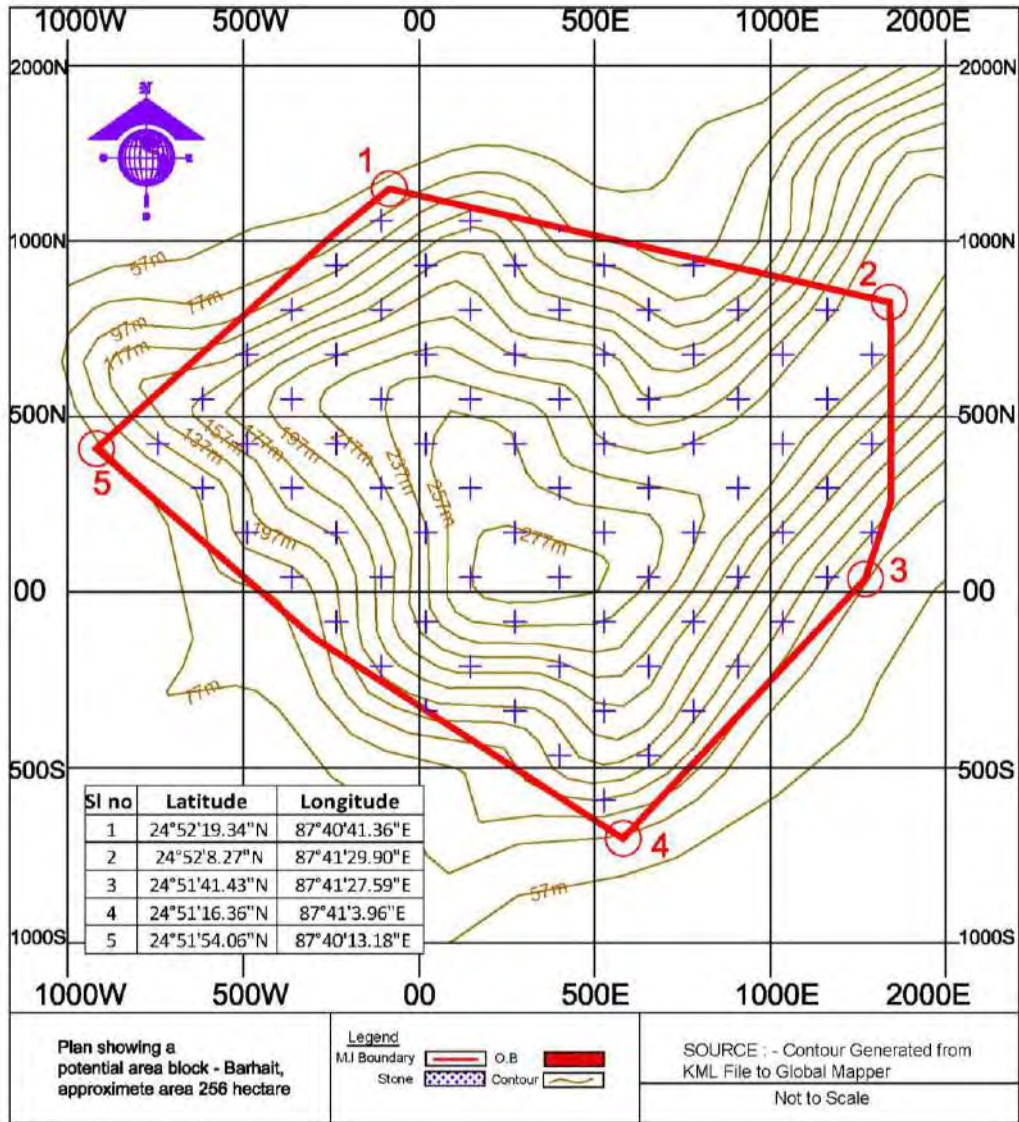 1000W 500W 00 500E 1000E 2000E
2000N 2000N
1
57m
1000N 1000N
77m
2
97m
117m
500N 500N
137m 157m 177m 197m 217m 237m 257m
5
197m
277m
3
00 00
77m
500S 500S
4
57m
Sl no Latitude Longitude
1 24°52'19.34"N 87°40'41.36"E
2 24°52'8.27"N 87°41'29.90"E
3 24°51'41.43"N 87°41'27.59"E
4 24°51'16.36"N 87°41'3.96"E
5 24°51'54.06"N 87°40'13.18"E
1000S 1000S
1000W 500W 00 500E 1000E 2000E
Plan showing a
potential area block - Barhait,
approximete area 256 hectare
Legend
M.I Boundary O.B
Stone Contour
SOURCE : - Contour Generated from
KML File to Global Mapper
Not to Scale